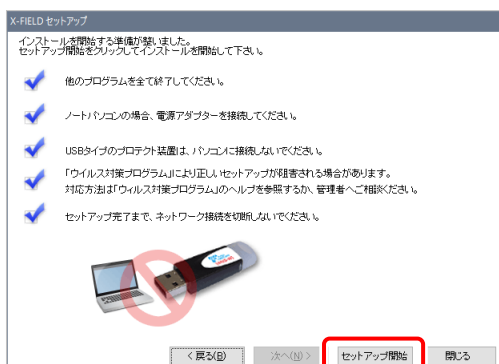 X-FIELD セットアップ
インストールを開始する準備が整いました。
セットアップ開始をクリックしてインストールを開始して下さい。
他のプログラムを全て終了してください。
ノートパソコンの場合、電源アダプターを接続してください。
USBタイプのプロテクト装置は、パソコンに接続しないでください。
「ウイルス対策プログラム」により正しいセットアップが阻害される場合があります。
対応方法は「ウィルス対策プログラム」のヘルプを参照するか、管理者へご相談ください。
セットアップ完了まで、ネットワーク接続を切断しないでください。
< 戻る(B) 次へ(N) > セットアップ開始 閉じる